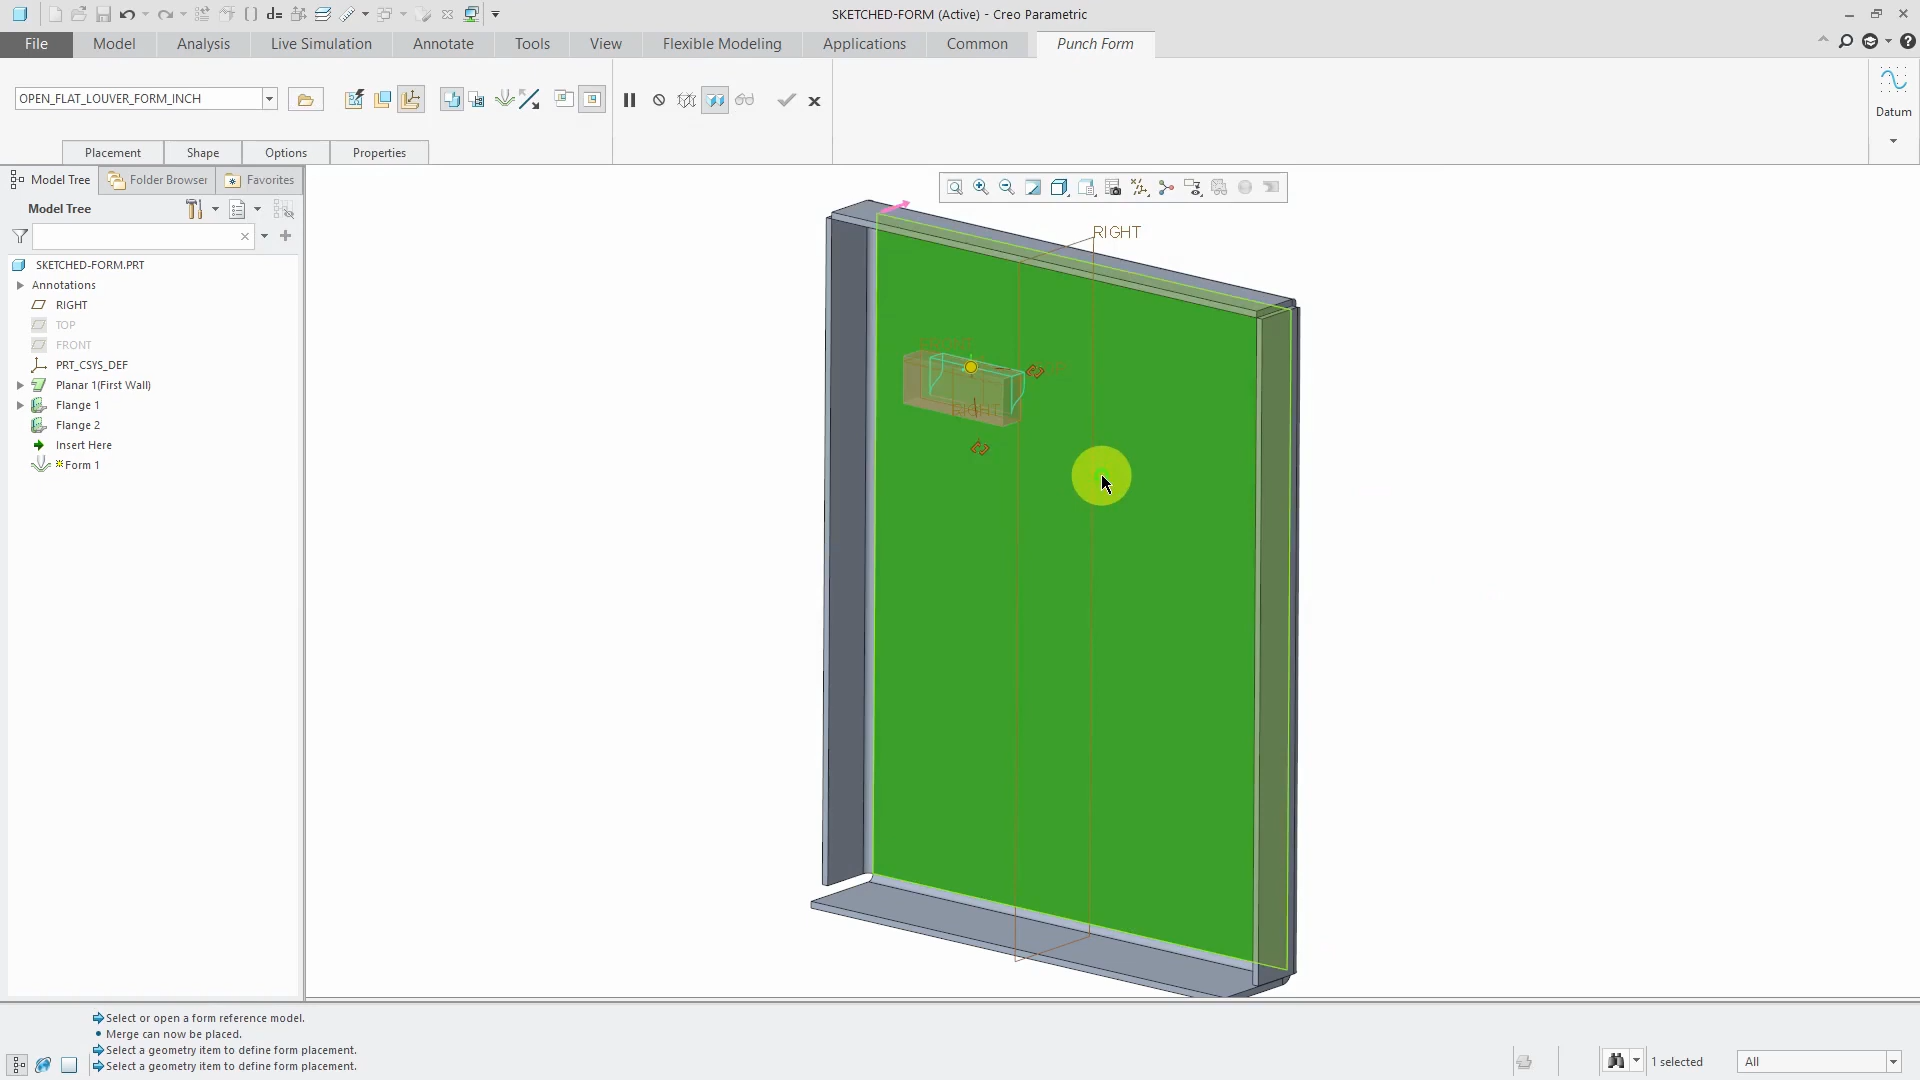 SKETCHED-FORM (Active) - Creo Parametric
File
Model
Analysis
Live Simulation
Annotate
Tools
View
Flexible Modeling
Applications
Common
Punch Form
OPEN_FLAT_LOUVER_FORM_INCH
Datum
Placement
Shape
Options
Properties
Model Tree
Folder Browser
Favorites
Model Tree
SKETCHED-FORM.PRT
Annotations
RIGHT
TOP
FRONT
PRT_CSYS_DEF
Planar 1(First Wall)
Flange 1
Flange 2
Insert Here
Form 1
RIGHT
FRONT
RIGHT
Select or open a form reference model.
Merge can now be placed.
Select a geometry item to define form placement.
Select a geometry item to define form placement.
1 selected
All